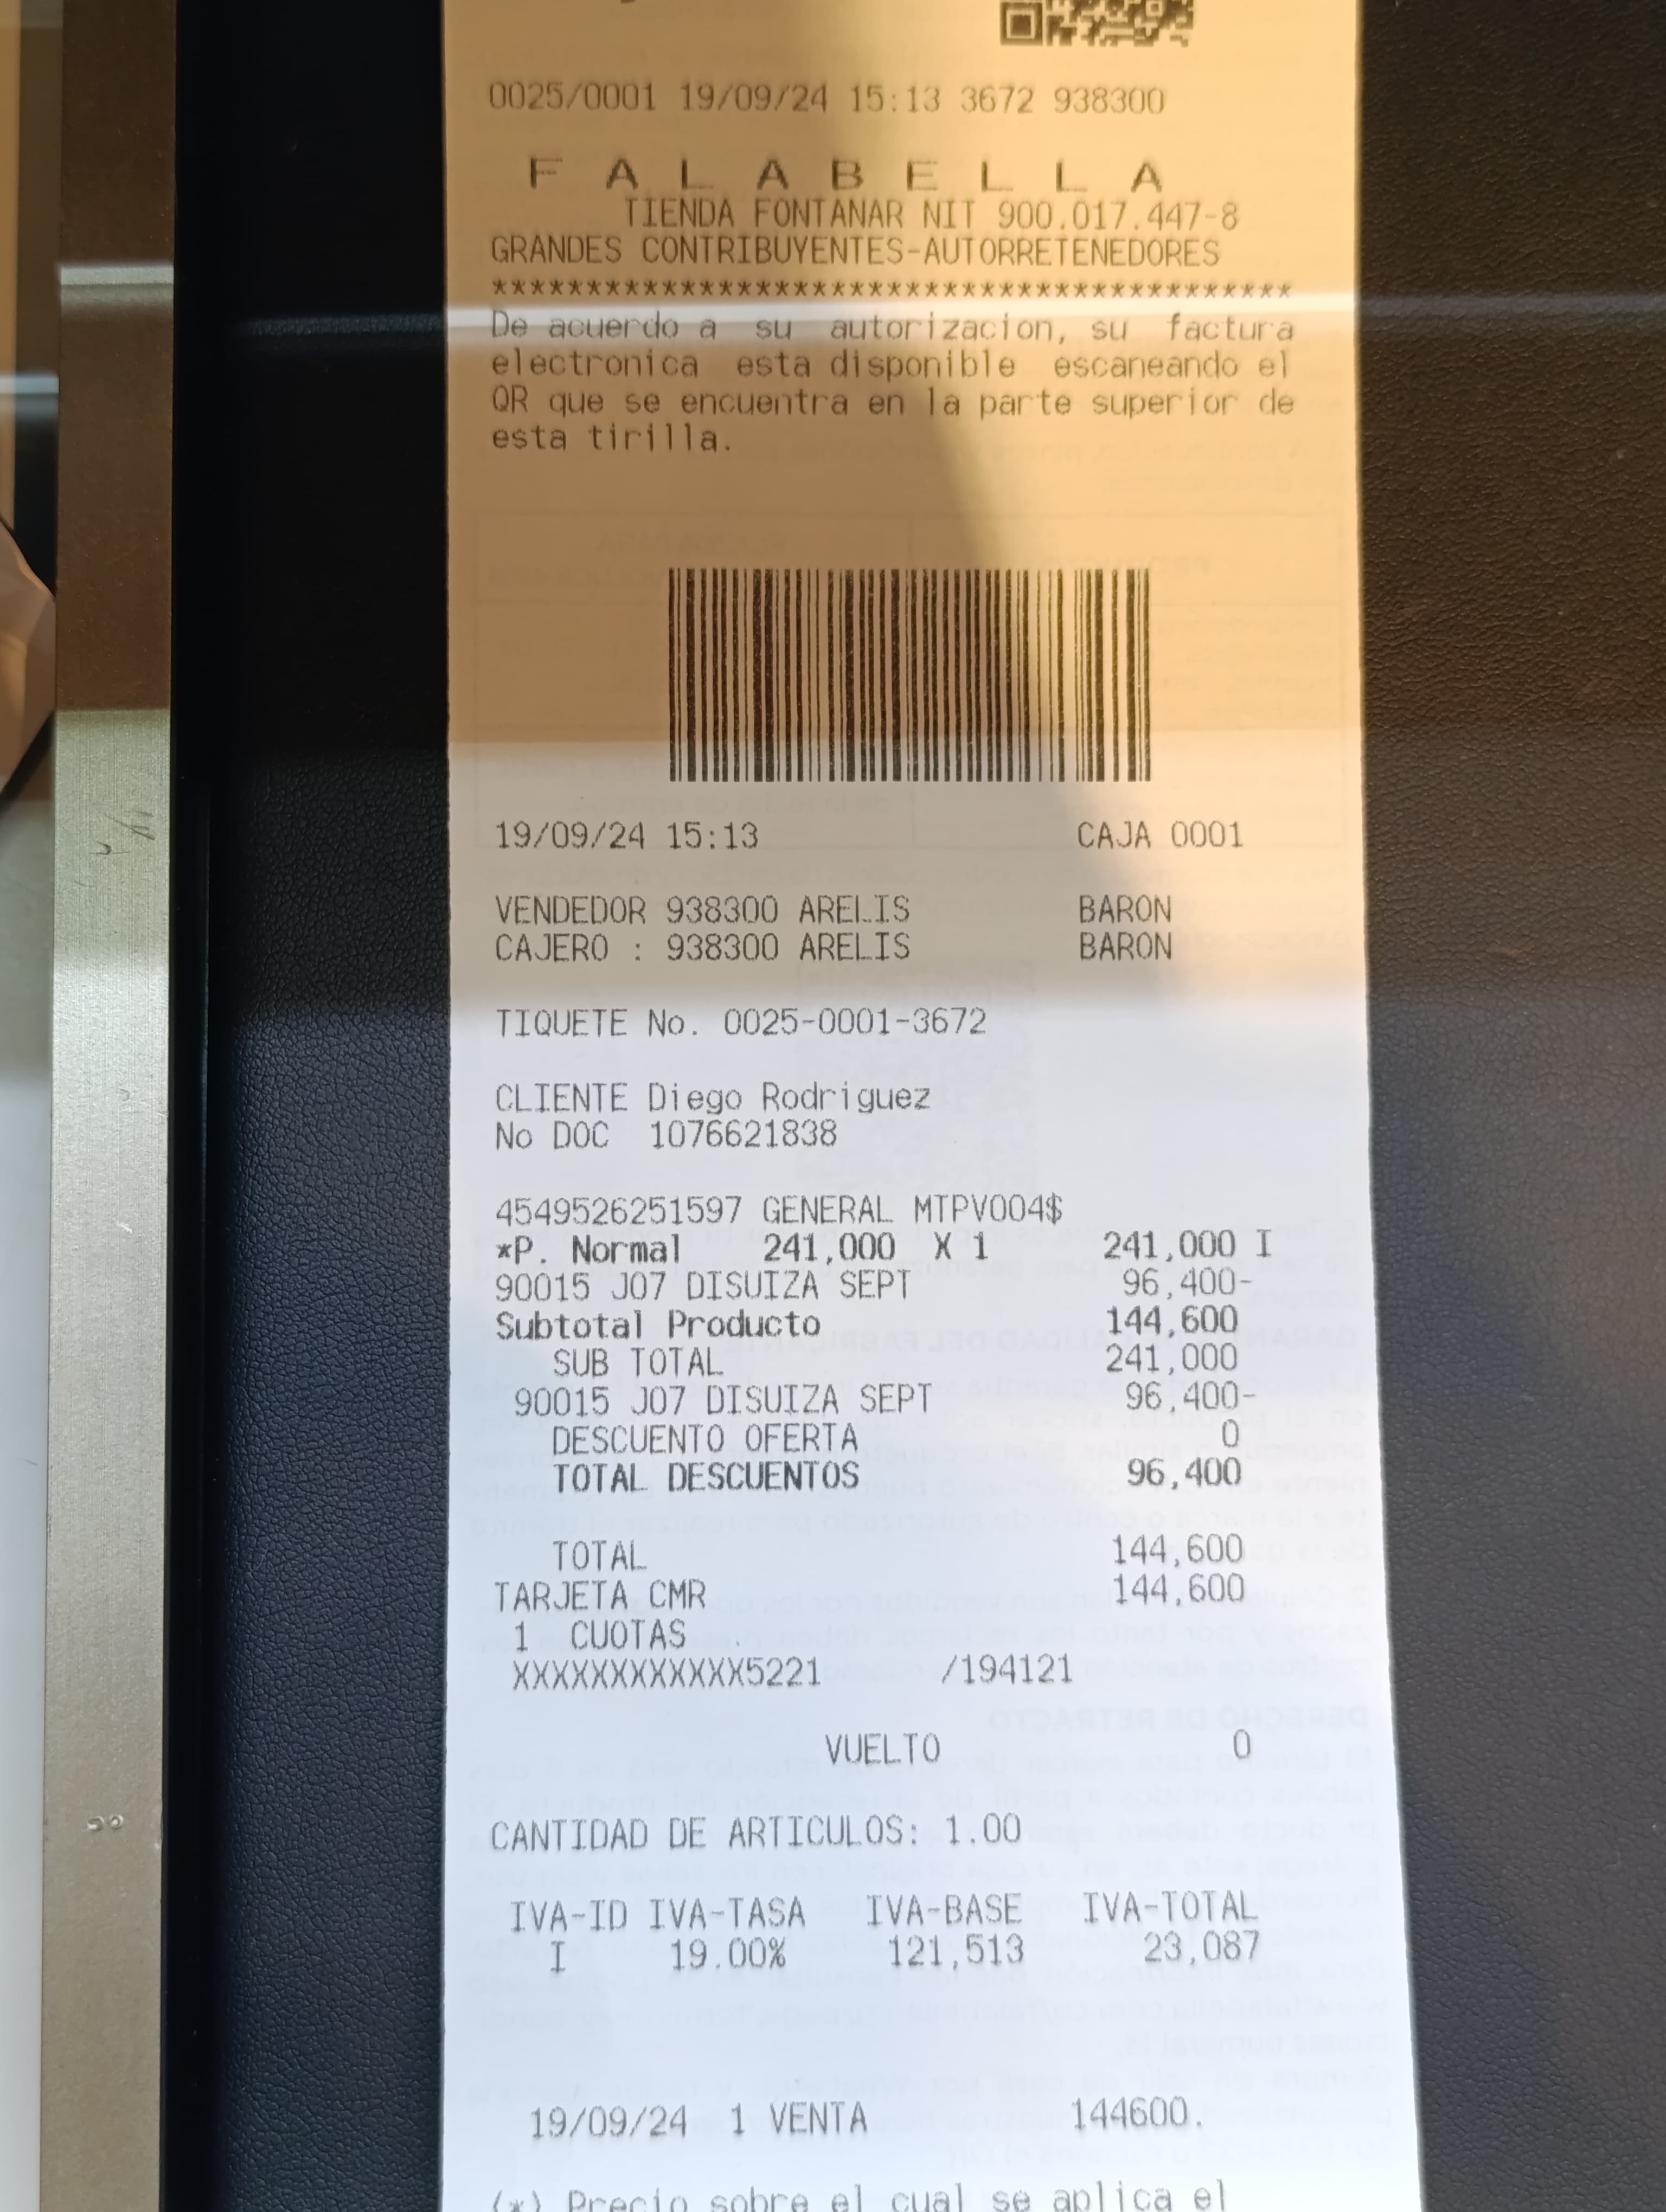 0025/0001 19/09/24 15:13 3672 938300
F A L A B E L L A
TIENDA FONTANAR NIT 900.017.447-8
GRANDES CONTRIBUYENTES-AUTORRETENEDORES
*******************************************
De acuerdo a su autorizacion, su factura
electronica esta disponible escaneando el
QR que se encuentra en la parte superior de
esta tirilla.
19/09/24 15:13 CAJA 0001
VENDEDOR 938300 ARELIS BARON
CAJERO : 938300 ARELIS BARON
TIQUETE No. 0025-0001-3672
CLIENTE Diego Rodriguez
No DOC 1076621838
4549526251597 GENERAL MTPV004$
*P. Normal 241,000 X 1 241,000 I
90015 J07 DISUIZA SEPT 96,400-
Subtotal Producto 144,600
SUB TOTAL 241,000
90015 J07 DISUIZA SEPT 96,400-
DESCUENTO OFERTA 0
TOTAL DESCUENTOS 96,400
TOTAL 144,600
TARJETA CMR 144,600
1 CUOTAS
XXXXXXXXXXXX5221 /194121
VUELTO 0
CANTIDAD DE ARTICULOS: 1.00
IVA-ID IVA-TASA IVA-BASE IVA-TOTAL
I 19.00% 121,513 23,087
19/09/24 1 VENTA 144600.
(*) Precio sobre el cual se aplica el